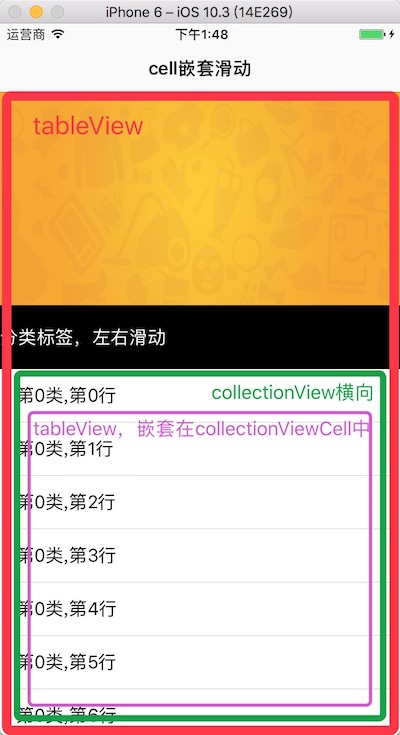 iPhone 6 – iOS 10.3 (14E269)
运营商 下午1:48
cell嵌套滑动
tableView
分类标签，左右滑动
第0类,第0行
collectionView横向
tableView，嵌套在collectionViewCell中
第0类,第1行
第0类,第2行
第0类,第3行
第0类,第4行
第0类,第5行
第0类,第6行